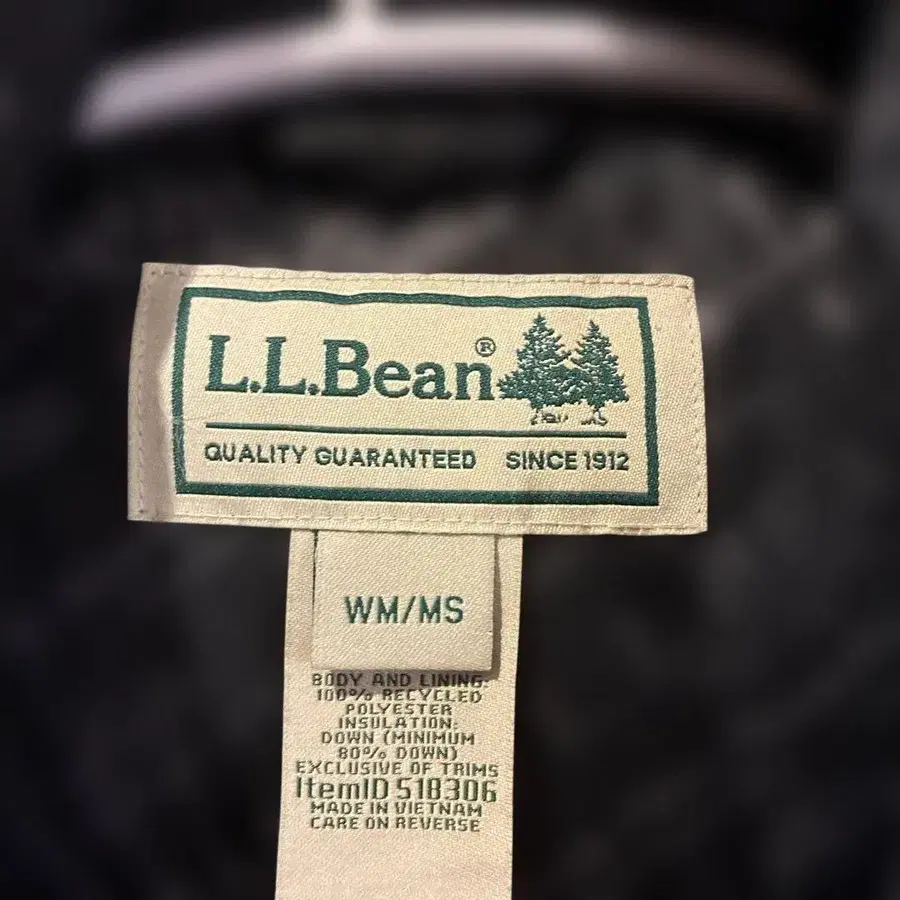 L.L.Bean®
QUALITY GUARANTEED SINCE 1912
WM/MS
BODY AND LINING:
100% RECYCLED
POLYESTER
INSULATION:
DOWN (MINIMUM
80% DOWN)
EXCLUSIVE OF TRIMS
ItemID 518306
MADE IN VIETNAM
CARE ON REVERSE